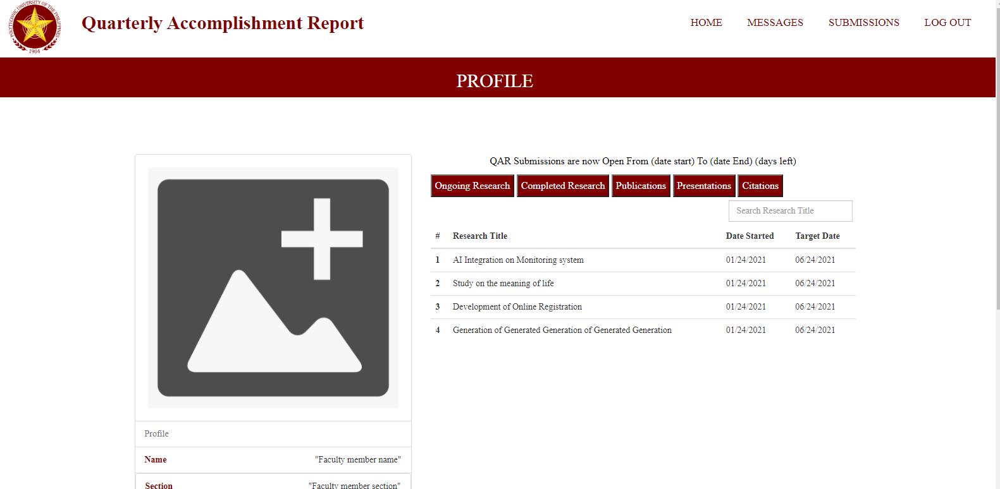 POLYTECHNIC UNIVERSITY OF THE PHILIPPINES
1904
Quarterly Accomplishment Report
HOME MESSAGES SUBMISSIONS LOG OUT
PROFILE
QAR Submissions are now Open From (date start) To (date End) (days left)
Ongoing Research Completed Research Publications Presentations Citations
Search Research Title
# Research Title Date Started Target Date
1 AI Integration on Monitoring system 01/24/2021 06/24/2021
2 Study on the meaning of life 01/24/2021 06/24/2021
3 Development of Online Registration 01/24/2021 06/24/2021
4 Generation of Generated Generation of Generated Generation 01/24/2021 06/24/2021
Profile
Name "Faculty member name"
Section "Faculty member section"